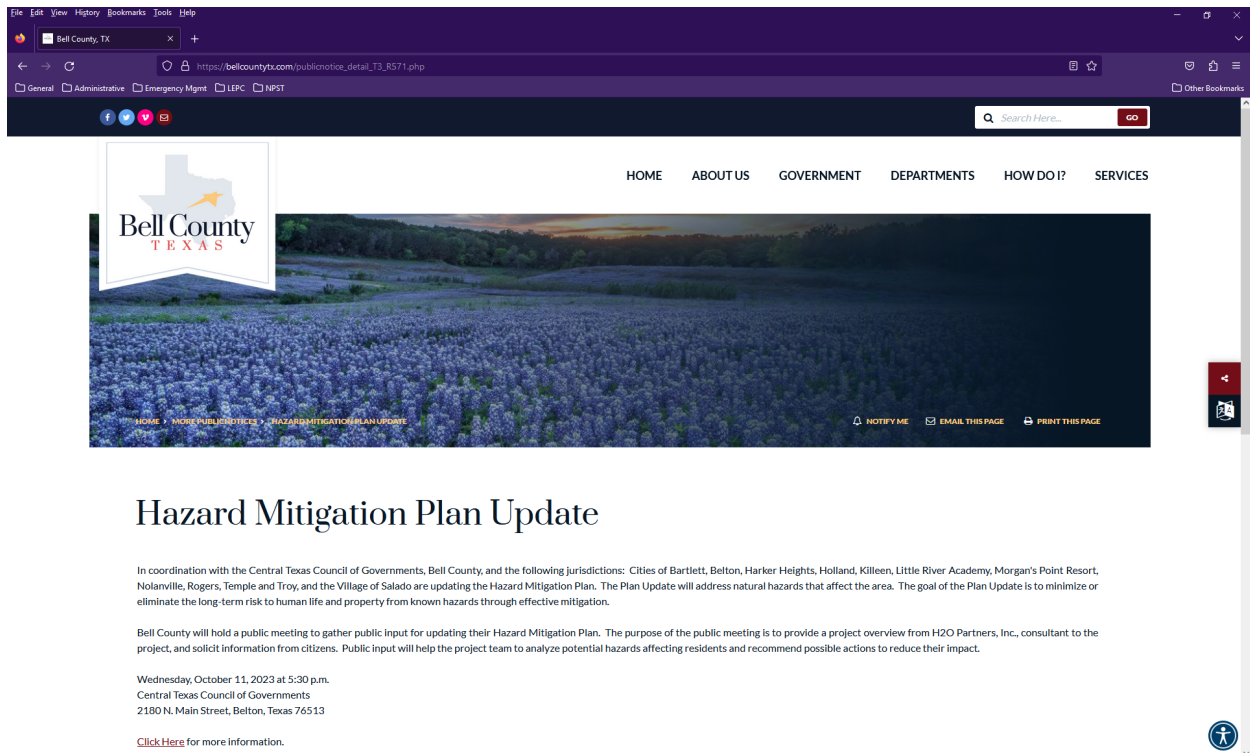 File Edit View History Bookmarks Tools Help
Bell County, TX
https://bellcountytx.com/publicnotice_detail_T3_R571.php
General Administrative Emergency Mgmt LEPC NPST Other Bookmarks
Search Here... GO
HOME ABOUT US GOVERNMENT DEPARTMENTS HOW DO I? SERVICES
Bell County
TEXAS
HOME > MORE PUBLIC NOTICES > HAZARD MITIGATION PLAN UPDATE NOTIFY ME EMAIL THIS PAGE PRINT THIS PAGE
Hazard Mitigation Plan Update
In coordination with the Central Texas Council of Governments, Bell County, and the following jurisdictions: Cities of Bartlett, Belton, Harker Heights, Holland, Killeen, Little River Academy, Morgan's Point Resort,
Nolanville, Rogers, Temple and Troy, and the Village of Salado are updating the Hazard Mitigation Plan. The Plan Update will address natural hazards that affect the area. The goal of the Plan Update is to minimize or
eliminate the long-term risk to human life and property from known hazards through effective mitigation.
Bell County will hold a public meeting to gather public input for updating their Hazard Mitigation Plan. The purpose of the public meeting is to provide a project overview from H2O Partners, Inc., consultant to the
project, and solicit information from citizens. Public input will help the project team to analyze potential hazards affecting residents and recommend possible actions to reduce their impact.
Wednesday, October 11, 2023 at 5:30 p.m.
Central Texas Council of Governments
2180 N. Main Street, Belton, Texas 76513
Click Here for more information.